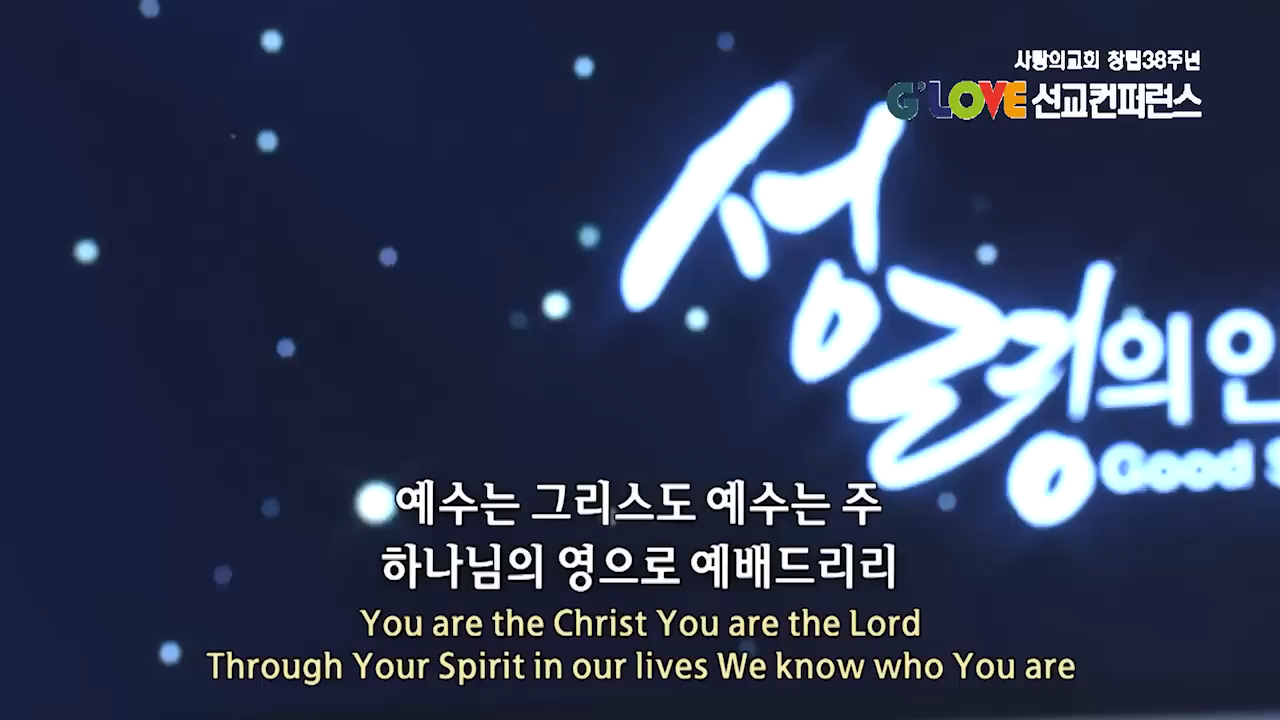 사랑의교회 창립38주년
G'LOVE 선교컨퍼런스
성령의
Good
예수는 그리스도 예수는 주
하나님의 영으로 예배드리리
You are the Christ You are the Lord
Through Your Spirit in our lives We know who You are